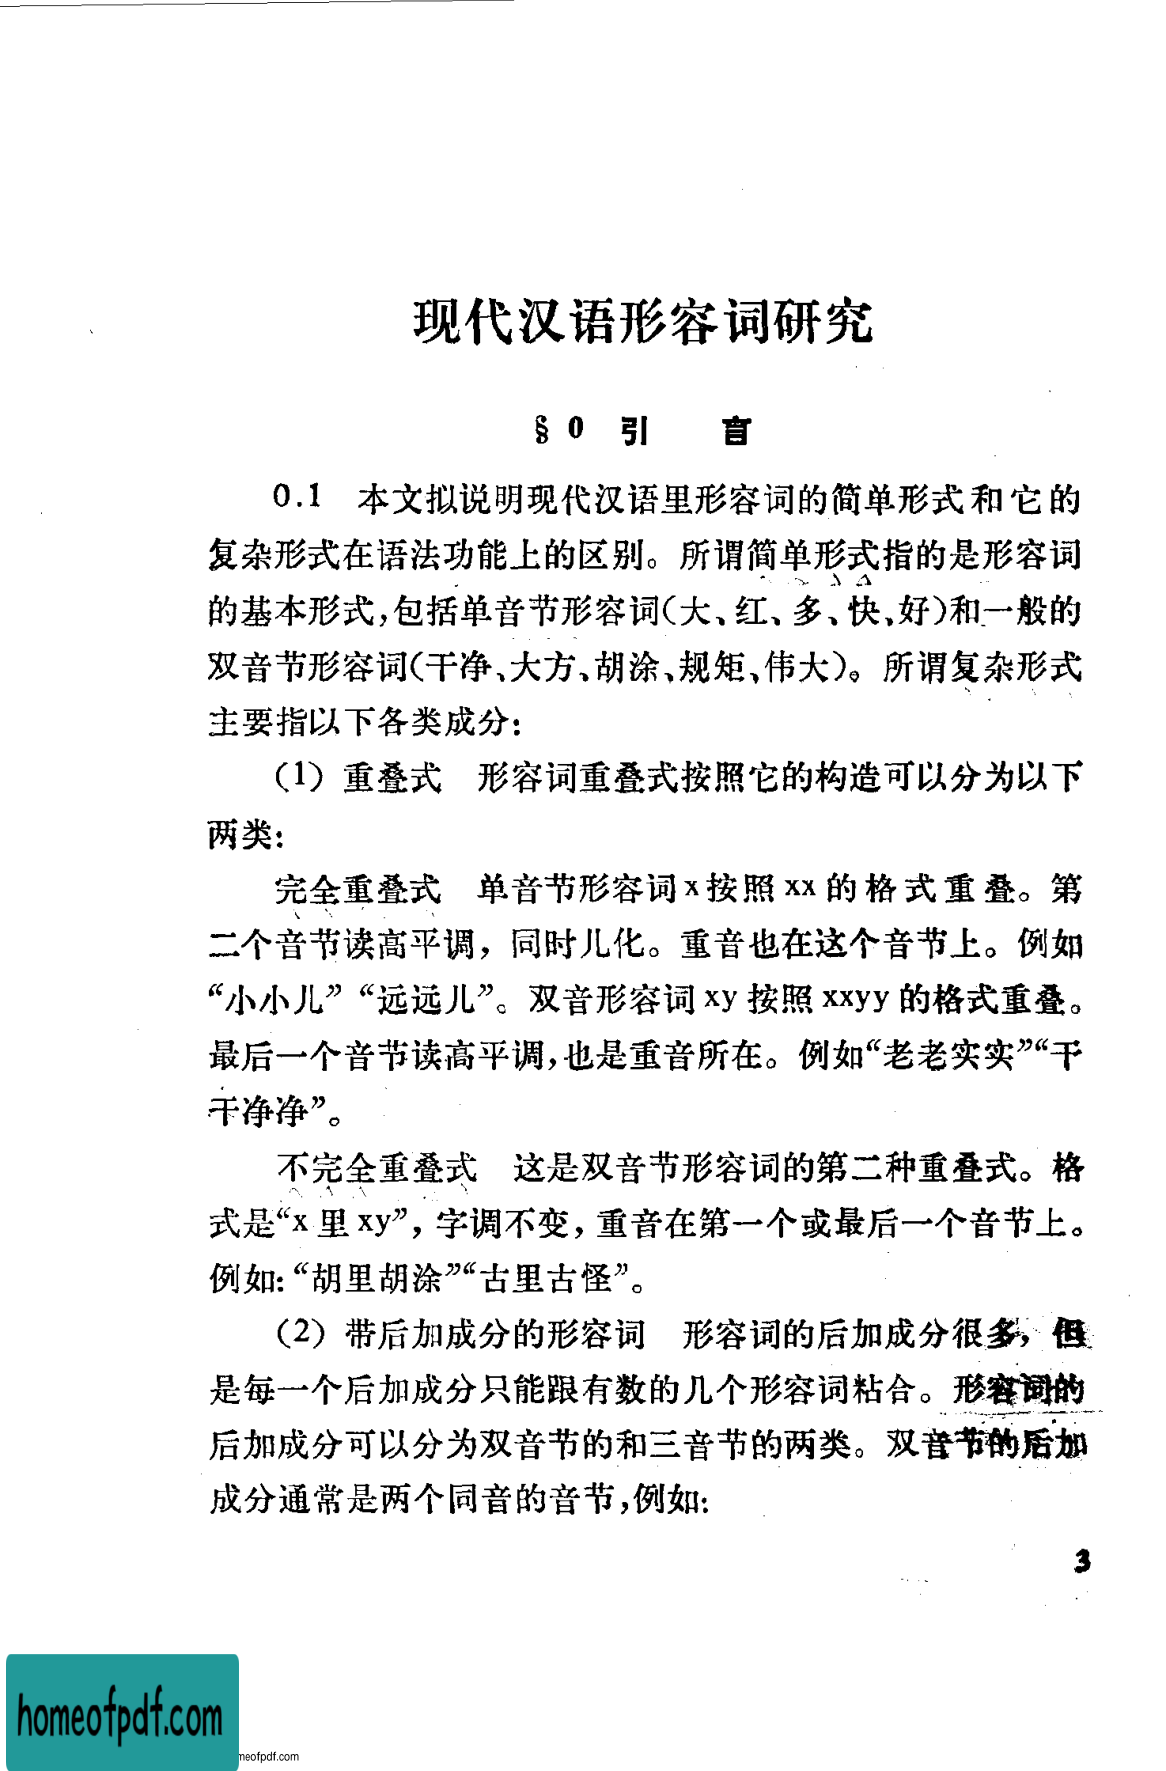 现代汉语形容词研究
§0 引 言
0.1 本文拟说明现代汉语里形容词的简单形式和它的
复杂形式在语法功能上的区别。所谓简单形式指的是形容词
的基本形式,包括单音节形容词(大、红、多、快、好)和一般的
双音节形容词(干净、大方、胡涂、规矩、伟大)。所谓复杂形式
主要指以下各类成分:
(1) 重叠式 形容词重叠式按照它的构造可以分为以下
两类:
完全重叠式 单音节形容词x按照 xx 的格式重叠。第
二个音节读高平调,同时儿化。重音也在这个音节上。例如
“小小儿”“远远儿”。双音形容词 xy 按照 xxyy 的格式重叠。
最后一个音节读高平调,也是重音所在。例如“老老实实”“干
干净净”。
不完全重叠式 这是双音节形容词的第二种重叠式。格
式是“x 里 xy”,字调不变,重音在第一个或最后一个音节上。
例如:“胡里胡涂”“古里古怪”。
(2) 带后加成分的形容词 形容词的后加成分很多,但
是每一个后加成分只能跟有数的几个形容词粘合。形容词的
后加成分可以分为双音节的和三音节的两类。双音节的后加
成分通常是两个同音的音节,例如:
3
homeofpdf.com
meofpdf.com